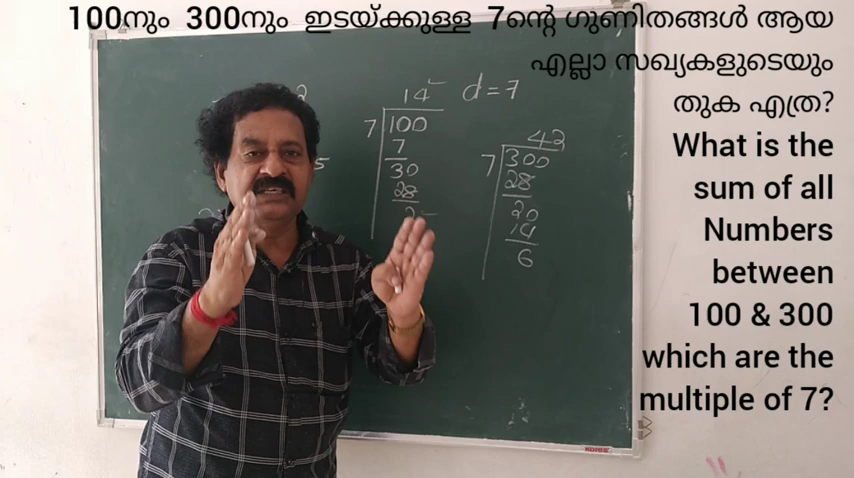 100നും 300നും ഇടയ്ക്കുള്ള 7ന്റെ ഗുണിതങ്ങൾ ആയ
എല്ലാ സഖ്യകളുടെയും
തുക എത്ര?
What is the
sum of all
Numbers
between
100 & 300
which are the
multiple of 7?
14 d=7
7 100
7
30
28
2
42
7 300
28
20
14
6